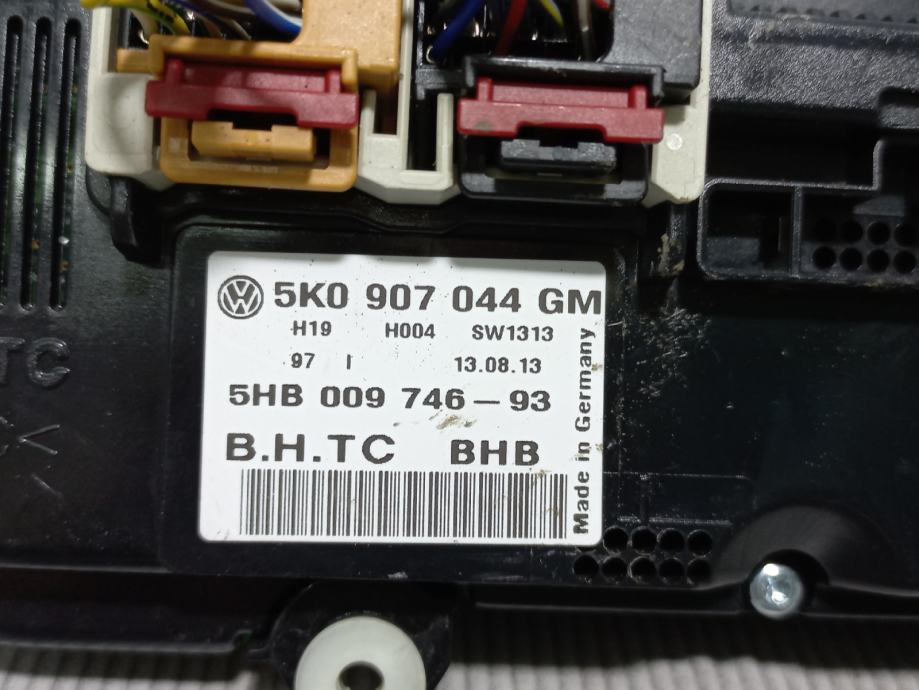 5K0 907 044 GM
H19 H004 SW1313
97 I 13.08.13
5HB 009 746-93
B.H.TC BHB
Made in Germany
TC